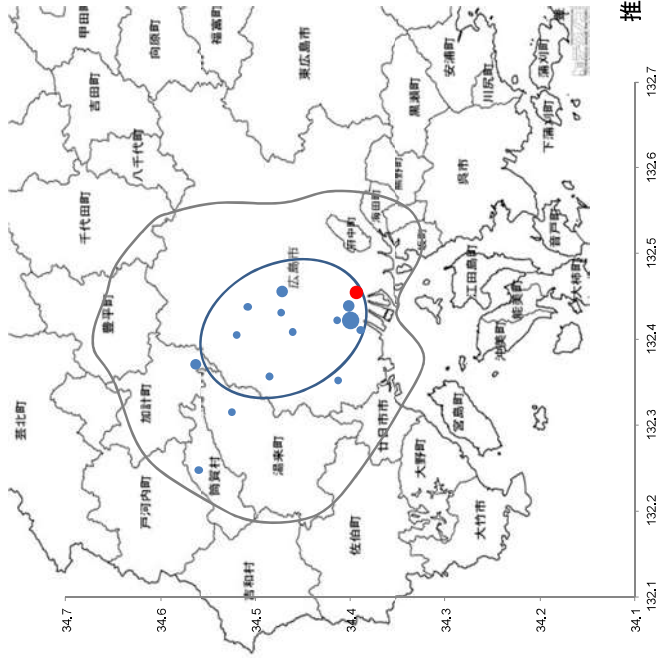 芸北町
34.7
甲田町
千代田町
吉田町
豊平町
八千代町
戸河内町
加計町
向原町
34.6
筒賀村
福富町
吉和村
34.5
湯来町
広島市
東広島市
34.4
府中町
佐伯町
海田町
廿日市市
熊野町
黒瀬町
大野町
坂町
34.3
安浦町
宮島町
呉市
江田島町
大竹市
川尻町
沖美町
能美町
34.2
下蒲刈町
蒲刈町
音戸町
大柿町
34.1
132.1
132.2
132.3
132.4
132.5
132.6
132.7
推